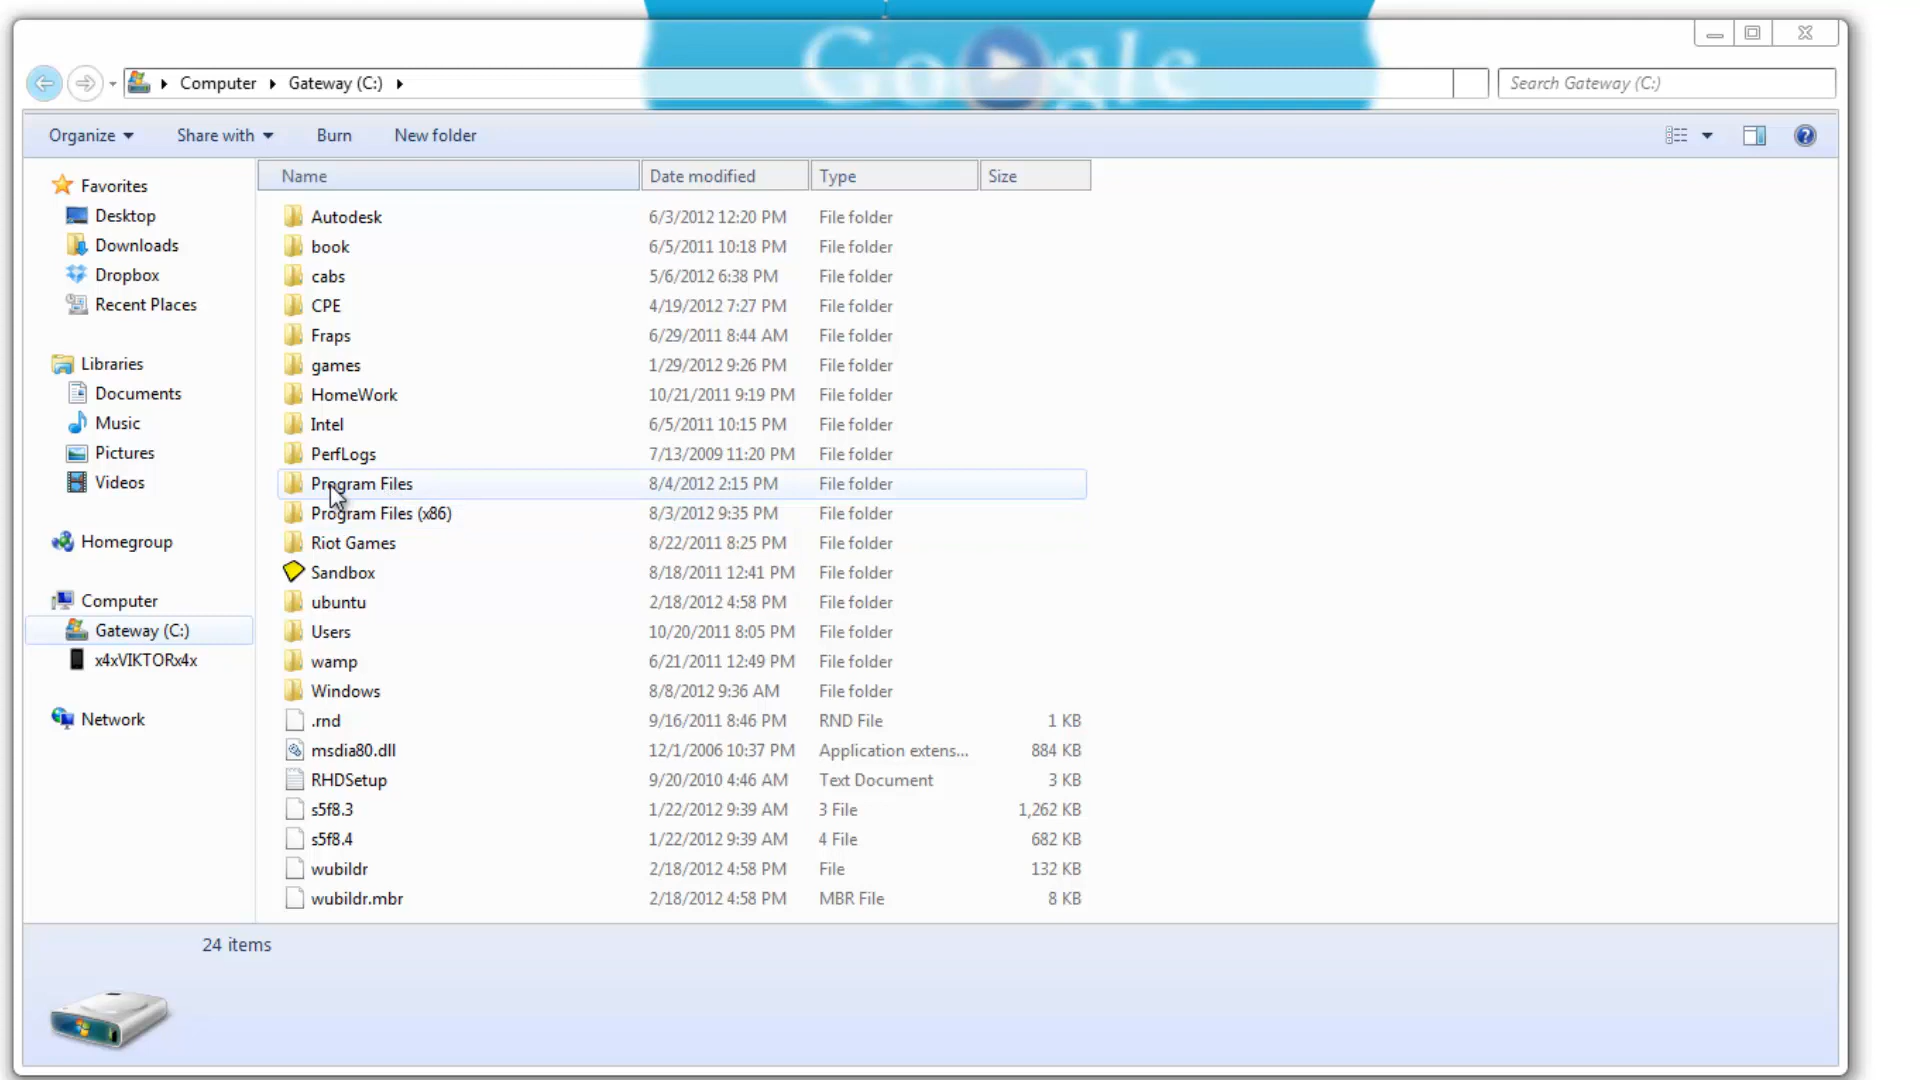 Google
Computer Gateway (C:)
Search Gateway (C:)
Organize Share with Burn New folder
Name Date modified Type Size
Favorites
Desktop
Downloads
Dropbox
Recent Places
Libraries
Documents
Music
Pictures
Videos
Homegroup
Computer
Gateway (C:)
x4xVIKTORx4x
Network
Autodesk 6/3/2012 12:20 PM File folder
book 6/5/2011 10:18 PM File folder
cabs 5/6/2012 6:38 PM File folder
CPE 4/19/2012 7:27 PM File folder
Fraps 6/29/2011 8:44 AM File folder
games 1/29/2012 9:26 PM File folder
HomeWork 10/21/2011 9:19 PM File folder
Intel 6/5/2011 10:15 PM File folder
PerfLogs 7/13/2009 11:20 PM File folder
Program Files 8/4/2012 2:15 PM File folder
Program Files (x86) 8/3/2012 9:35 PM File folder
Riot Games 8/22/2011 8:25 PM File folder
Sandbox 8/18/2011 12:41 PM File folder
ubuntu 2/18/2012 4:58 PM File folder
Users 10/20/2011 8:05 PM File folder
wamp 6/21/2011 12:49 PM File folder
Windows 8/8/2012 9:36 AM File folder
.rnd 9/16/2011 8:46 PM RND File 1 KB
msdia80.dll 12/1/2006 10:37 PM Application extens... 884 KB
RHDSetup 9/20/2010 4:46 AM Text Document 3 KB
s5f8.3 1/22/2012 9:39 AM 3 File 1,262 KB
s5f8.4 1/22/2012 9:39 AM 4 File 682 KB
wubildr 2/18/2012 4:58 PM File 132 KB
wubildr.mbr 2/18/2012 4:58 PM MBR File 8 KB
24 items